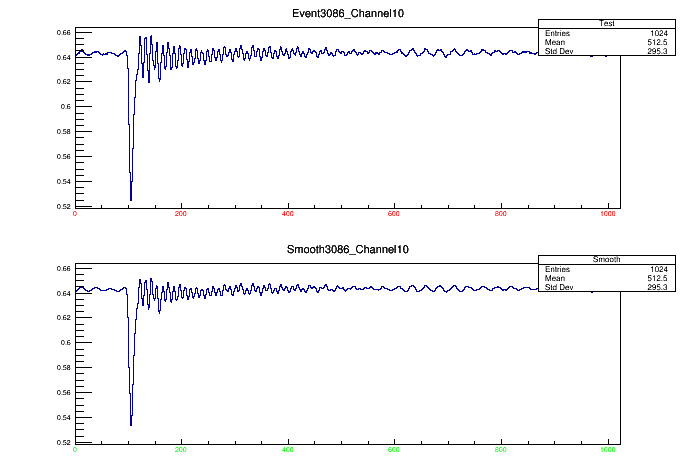 Event3086_Channel10
Test
Entries 1024
Mean 512.5
Std Dev 295.3
0.66
0.64
0.62
0.6
0.58
0.56
0.54
0.52
0 200 400 600 800 1000
Smooth3086_Channel10
Smooth
Entries 1024
Mean 512.5
Std Dev 295.3
0.66
0.64
0.62
0.6
0.58
0.56
0.54
0.52
0 200 400 600 800 1000